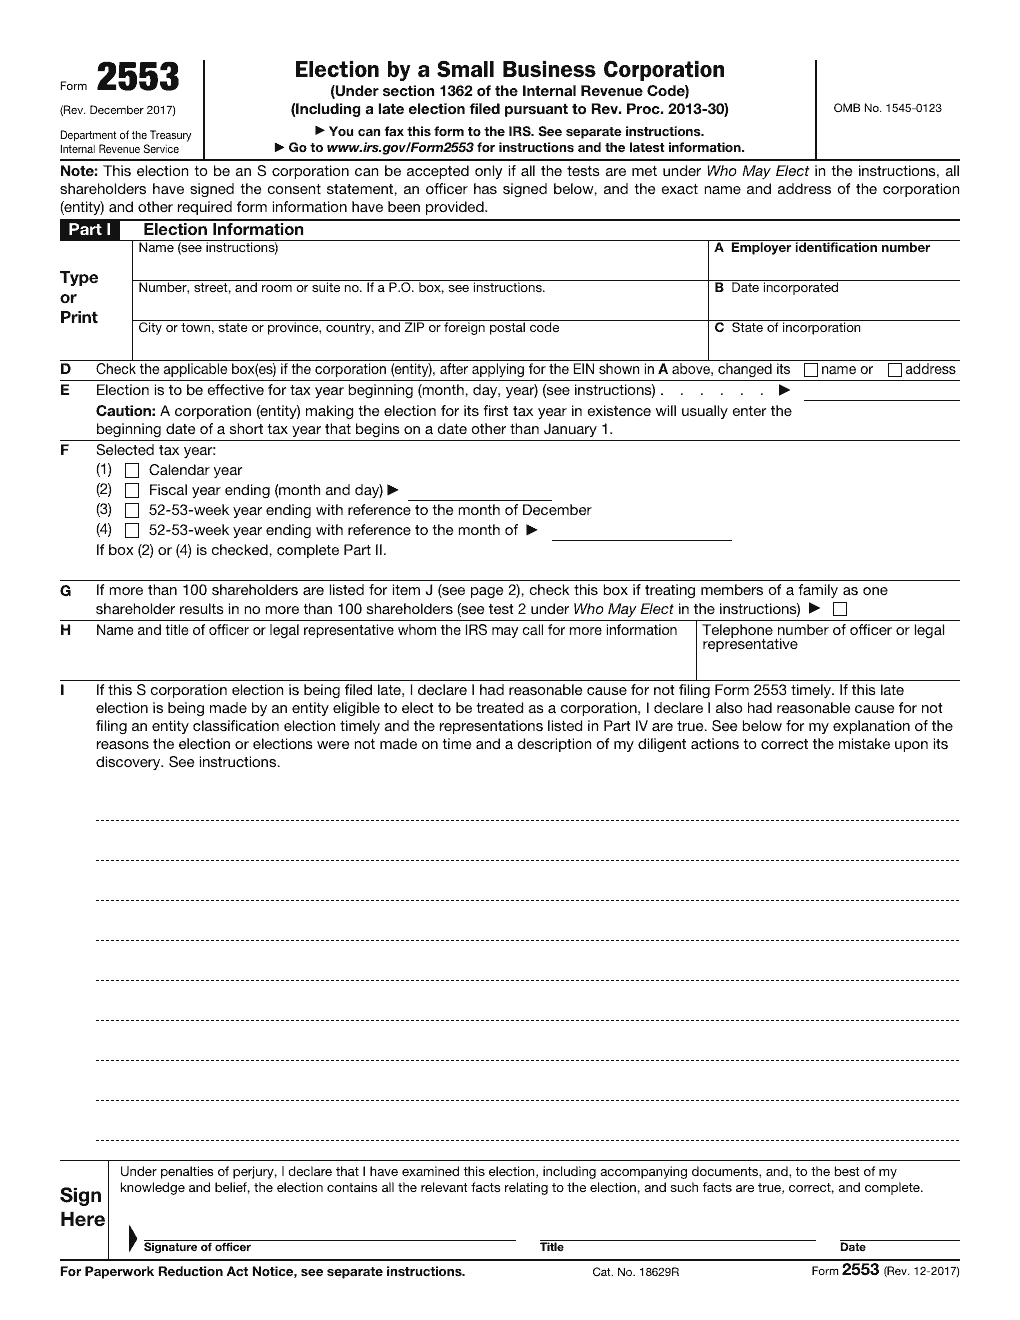 Form 2553
(Rev. December 2017)
Department of the Treasury
Internal Revenue Service
Election by a Small Business Corporation
(Under section 1362 of the Internal Revenue Code)
(Including a late election filed pursuant to Rev. Proc. 2013-30)
▶ You can fax this form to the IRS. See separate instructions.
▶ Go to www.irs.gov/Form2553 for instructions and the latest information.
OMB No. 1545-0123
Note: This election to be an S corporation can be accepted only if all the tests are met under Who May Elect in the instructions, all
shareholders have signed the consent statement, an officer has signed below, and the exact name and address of the corporation
(entity) and other required form information have been provided.
Part I Election Information
Type
or
Print
Name (see instructions)
A Employer identification number
Number, street, and room or suite no. If a P.O. box, see instructions.
B Date incorporated
City or town, state or province, country, and ZIP or foreign postal code
C State of incorporation
D Check the applicable box(es) if the corporation (entity), after applying for the EIN shown in A above, changed its name or address
E Election is to be effective for tax year beginning (month, day, year) (see instructions) . . . . . . ▶
Caution: A corporation (entity) making the election for its first tax year in existence will usually enter the
beginning date of a short tax year that begins on a date other than January 1.
F Selected tax year:
(1) Calendar year
(2) Fiscal year ending (month and day) ▶
(3) 52-53-week year ending with reference to the month of December
(4) 52-53-week year ending with reference to the month of ▶
If box (2) or (4) is checked, complete Part II.
G If more than 100 shareholders are listed for item J (see page 2), check this box if treating members of a family as one
shareholder results in no more than 100 shareholders (see test 2 under Who May Elect in the instructions) ▶
H Name and title of officer or legal representative whom the IRS may call for more information
Telephone number of officer or legal
representative
I If this S corporation election is being filed late, I declare I had reasonable cause for not filing Form 2553 timely. If this late
election is being made by an entity eligible to elect to be treated as a corporation, I declare I also had reasonable cause for not
filing an entity classification election timely and the representations listed in Part IV are true. See below for my explanation of the
reasons the election or elections were not made on time and a description of my diligent actions to correct the mistake upon its
discovery. See instructions.
Sign
Here
Under penalties of perjury, I declare that I have examined this election, including accompanying documents, and, to the best of my
knowledge and belief, the election contains all the relevant facts relating to the election, and such facts are true, correct, and complete.
Signature of officer
Title
Date
For Paperwork Reduction Act Notice, see separate instructions.
Cat. No. 18629R
Form 2553 (Rev. 12-2017)